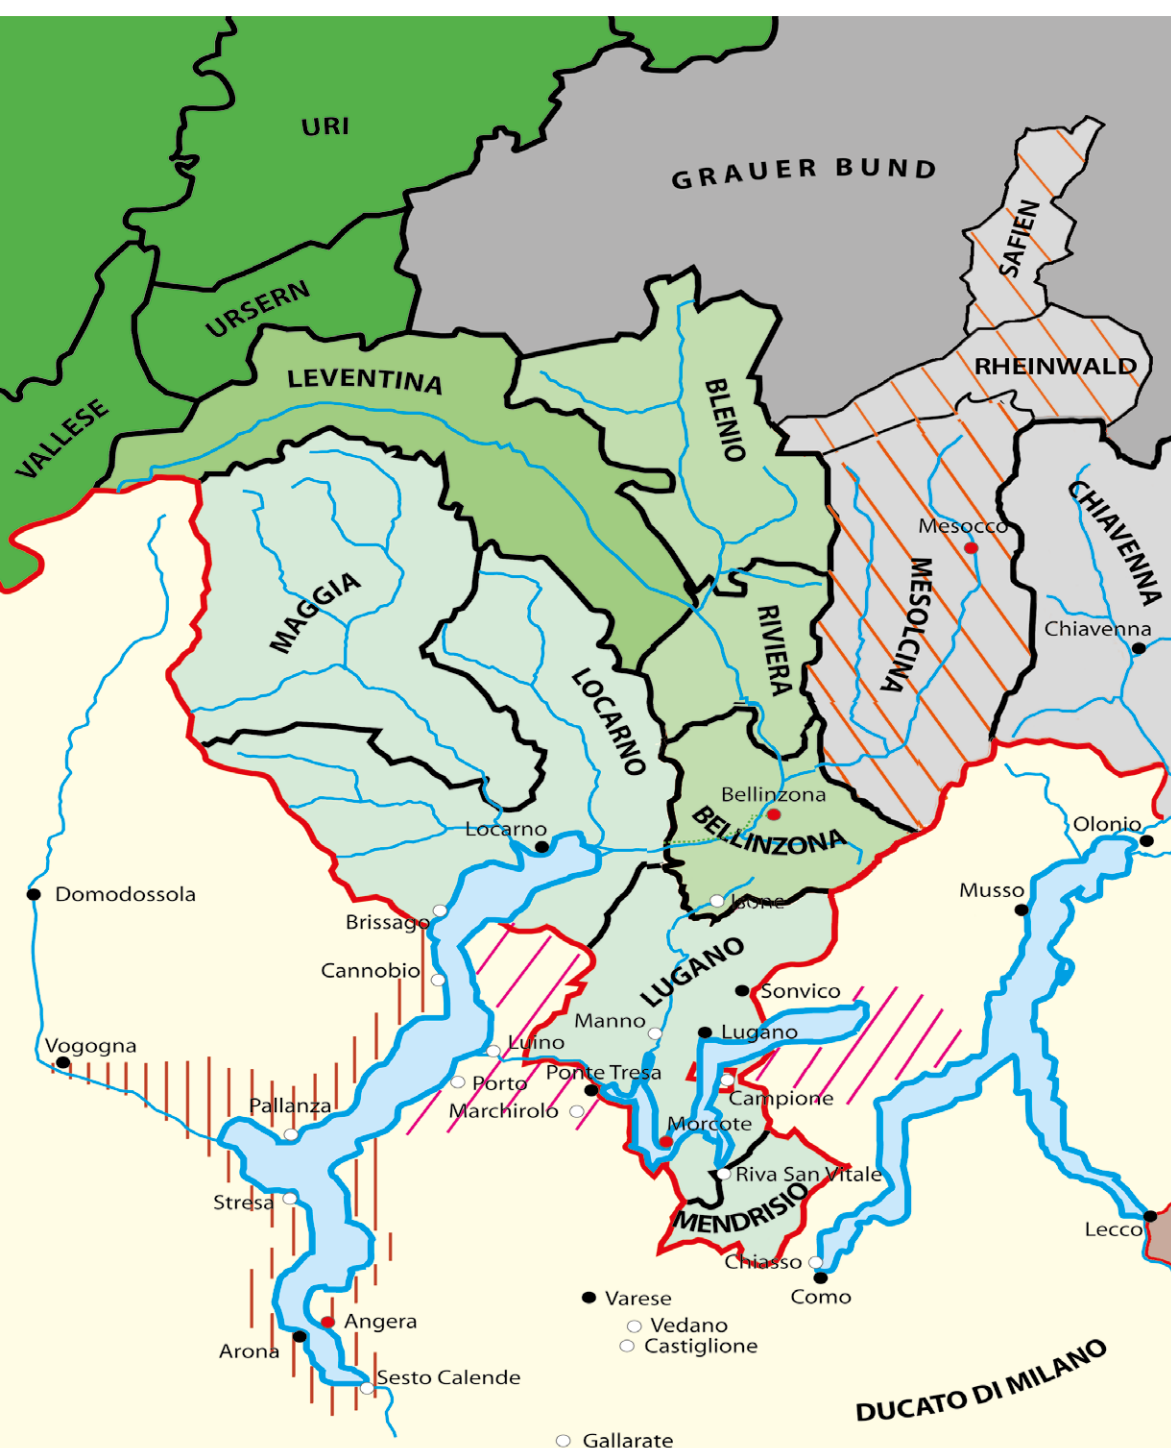 URI
GRAUER BUND
SAFIEN
URSERN
RHEINWALD
LEVENTINA
BLENIO
VALLESE
CHIAVENNA
Mesocco
MAGGIA
MESOLCINA
RIVIERA
Chiavenna
LOCARNO
Bellinzona
BELLINZONA
Locarno
Olonio
Domodossola
Musso
Isone
Brissago
LUGANO
Cannobio
Sonvico
Manno
Lugano
Luino
Vogogna
Ponte Tresa
Porto
Campione
Pallanza
Marchirolo
Morcote
Riva San Vitale
Stresa
MENDRISIO
Lecco
Chiasso
Como
Varese
Angera
Vedano
Castiglione
Arona
Sesto Calende
DUCATO DI MILANO
Gallarate